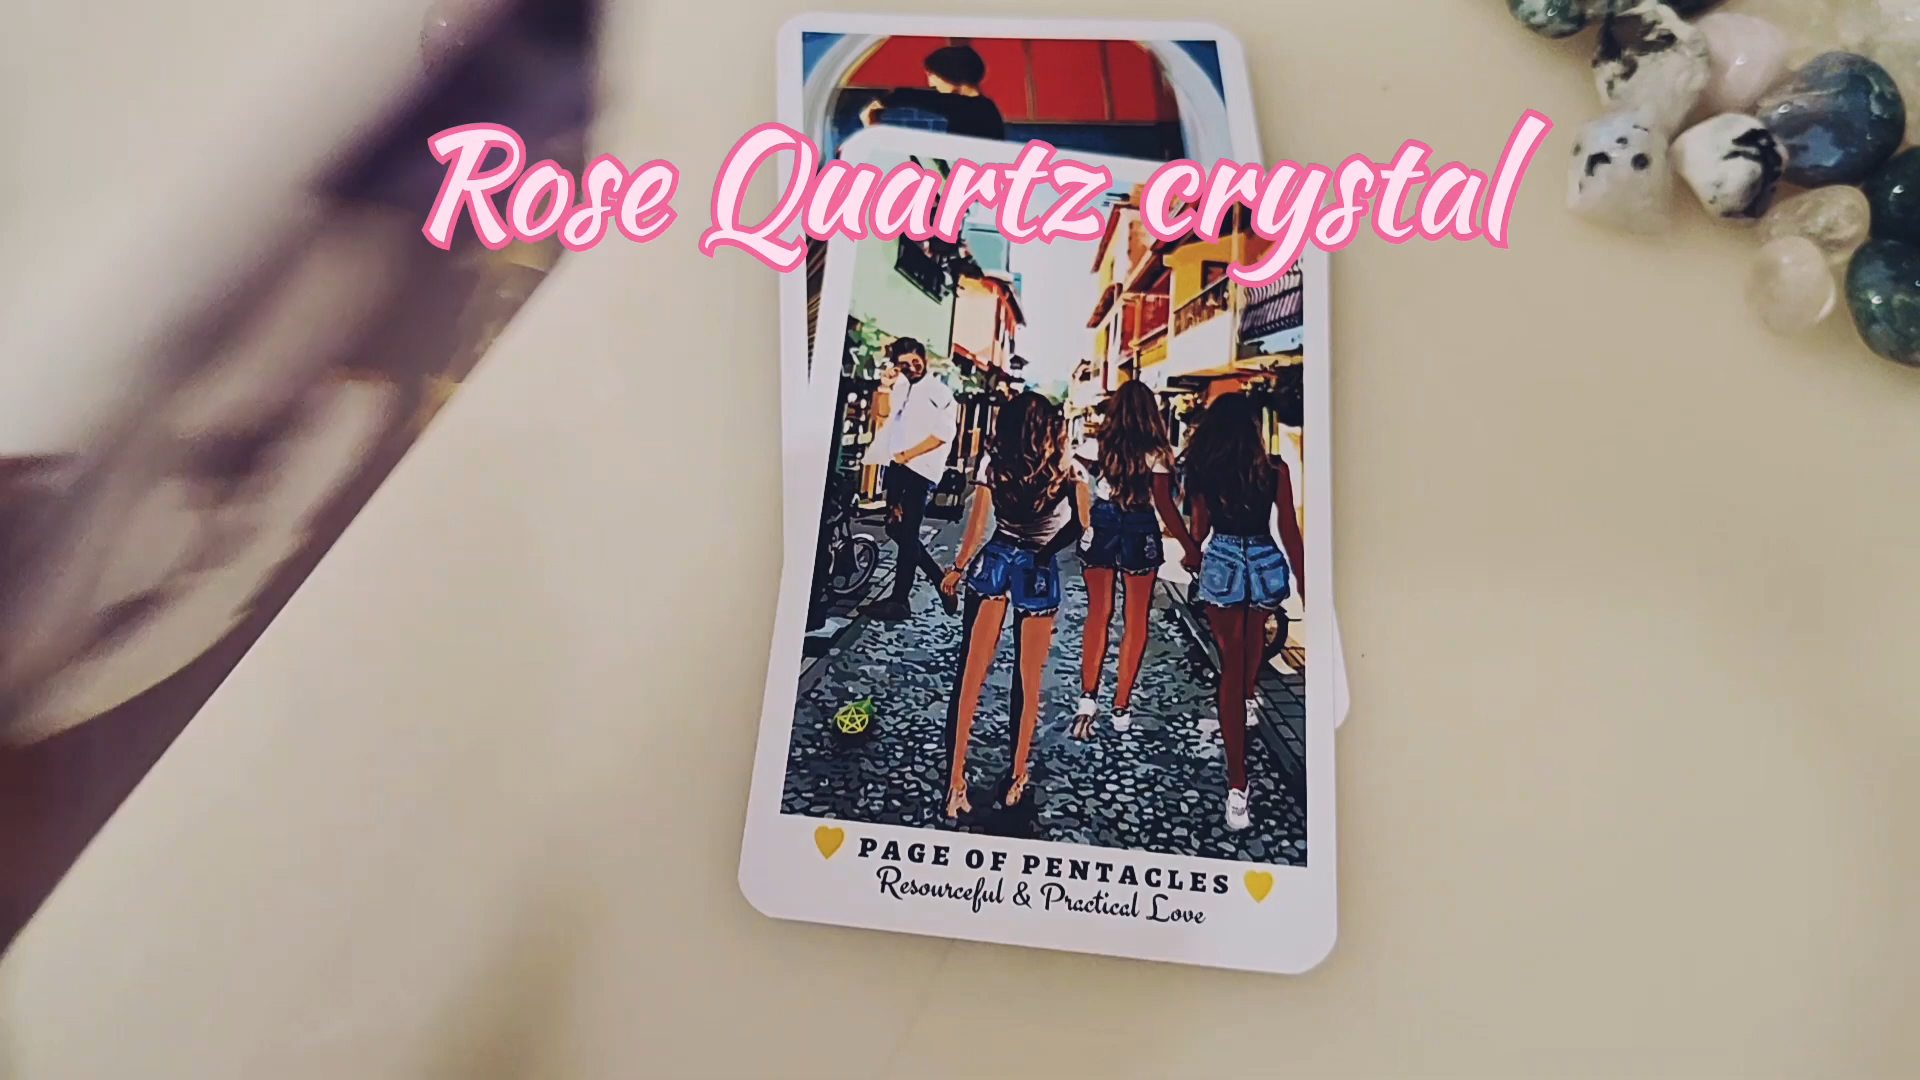 Rose Quartz crystal
PAGE OF PENTACLES
Resourceful & Practical Love